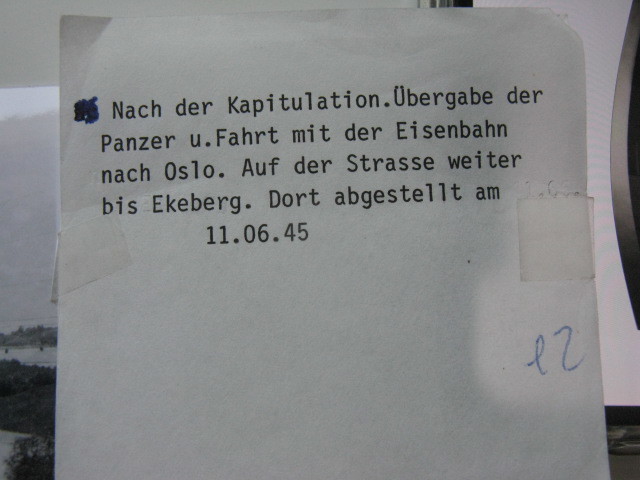 Nach der Kapitulation.Übergabe der
Panzer u.Fahrt mit der Eisenbahn
nach Oslo. Auf der Strasse weiter
bis Ekeberg. Dort abgestellt am
11.06.45